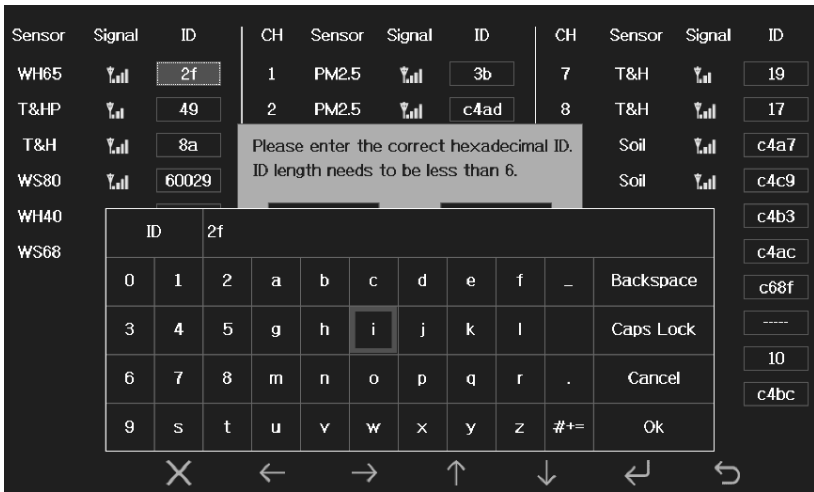 Sensor Signal ID CH Sensor Signal ID CH Sensor Signal ID
WH65 2f 1 PM2.5 3b 7 T&H 19
T&HP 49 2 PM2.5 c4ad 8 T&H 17
T&H 8a Soil c4a7
WS80 60029 Soil c4c9
WH40 c4b3
WS68 c4ac
c68f
-----
10
c4bc
Please enter the correct hexadecimal ID.
ID length needs to be less than 6.
ID 2f
0 1 2 a b c d e f _ Backspace
3 4 5 g h i j k l Caps Lock
6 7 8 m n o p q r . Cancel
9 s t u v w x y z #+= Ok